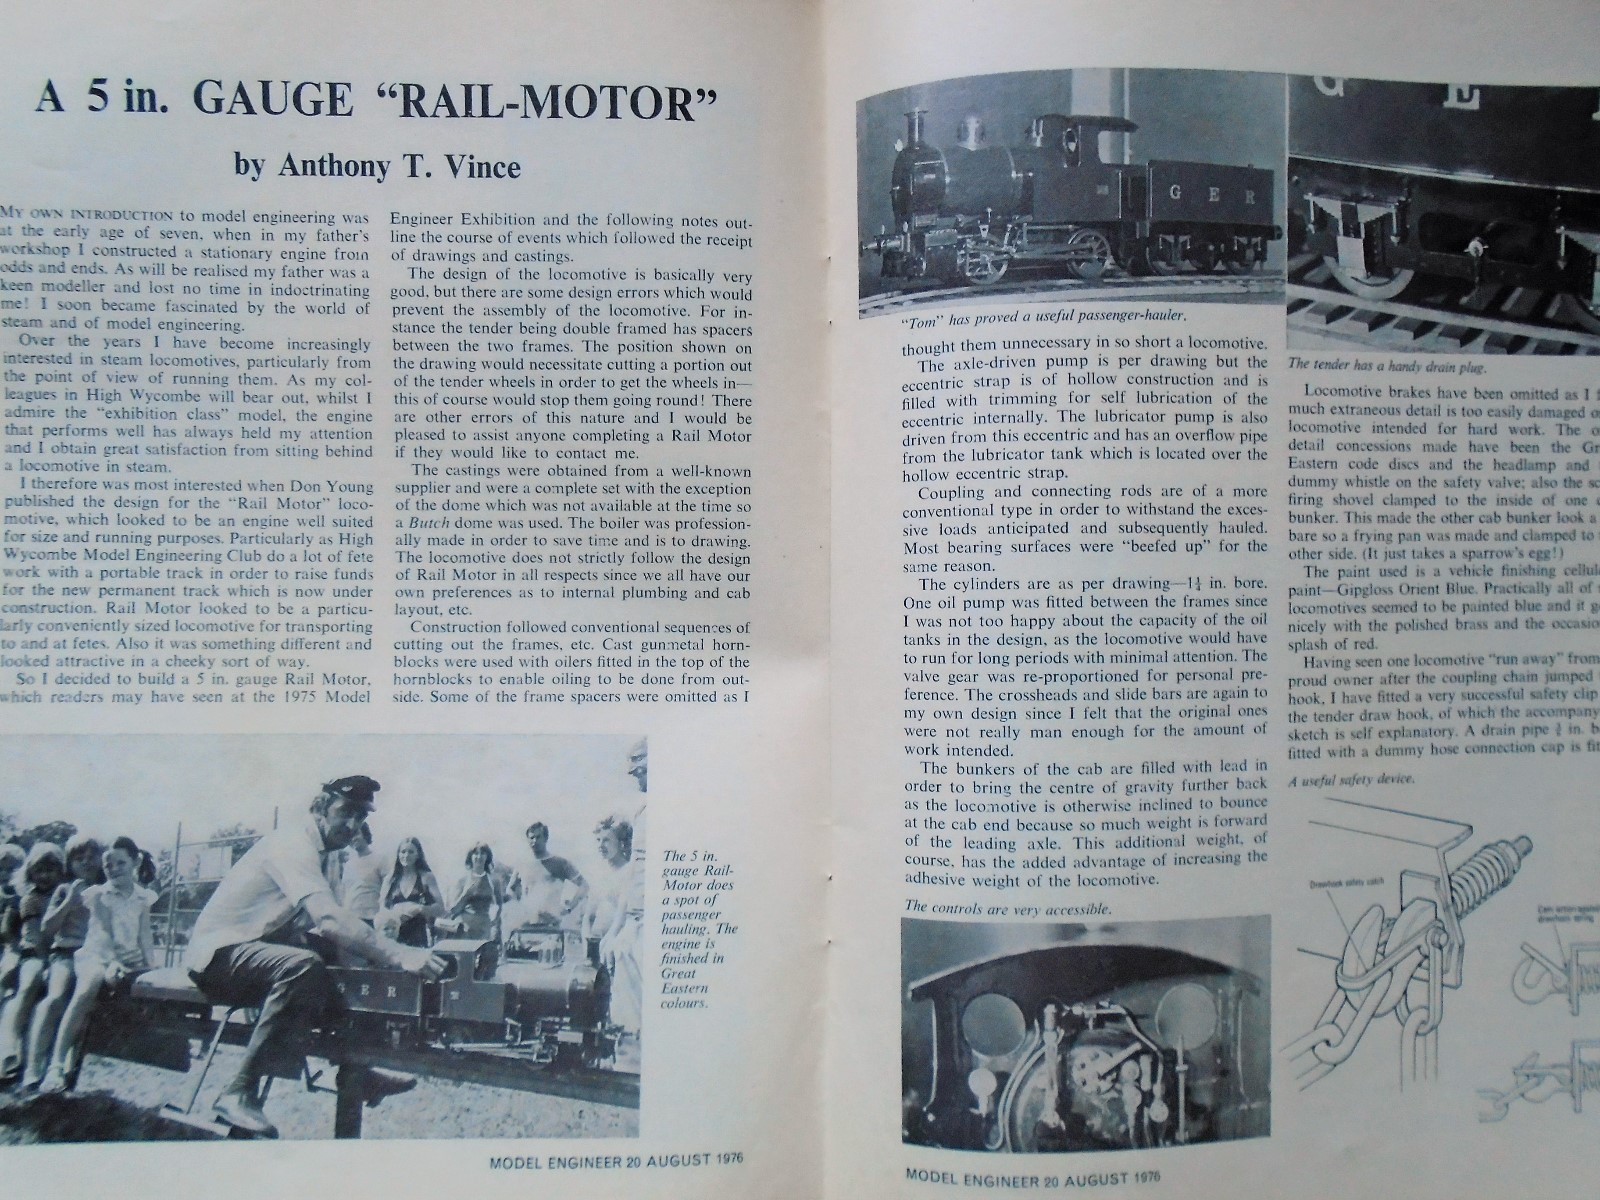 A 5 in. GAUGE “RAIL-MOTOR”
by Anthony T. Vince
MY OWN INTRODUCTION to model engineering was
at the early age of seven, when in my father's
workshop I constructed a stationary engine from
odds and ends. As will be realised my father was a
keen modeller and lost no time in indoctrinating
me! I soon became fascinated by the world of
steam and of model engineering.
Over the years I have become increasingly
interested in steam locomotives, particularly from
the point of view of running them. As my col-
leagues in High Wycombe will bear out, whilst I
admire the “exhibition class” model, the engine
that performs well has always held my attention
and I obtain great satisfaction from sitting behind
a locomotive in steam.
I therefore was most interested when Don Young
published the design for the “Rail Motor” loco-
motive, which looked to be an engine well suited
for size and running purposes. Particularly as High
Wycombe Model Engineering Club do a lot of fete
work with a portable track in order to raise funds
for the new permanent track which is now under
construction. Rail Motor looked to be a particu-
larly conveniently sized locomotive for transporting
to and at fetes. Also it was something different and
looked attractive in a cheeky sort of way.
So I decided to build a 5 in. gauge Rail Motor,
which readers may have seen at the 1975 Model
Engineer Exhibition and the following notes out-
line the course of events which followed the receipt
of drawings and castings.
The design of the locomotive is basically very
good, but there are some design errors which would
prevent the assembly of the locomotive. For in-
stance the tender being double framed has spacers
between the two frames. The position shown on
the drawing would necessitate cutting a portion out
of the tender wheels in order to get the wheels in—
this of course would stop them going round! There
are other errors of this nature and I would be
pleased to assist anyone completing a Rail Motor
if they would like to contact me.
The castings were obtained from a well-known
supplier and were a complete set with the exception
of the dome which was not available at the time so
a Butch dome was used. The boiler was profession-
ally made in order to save time and is to drawing.
The locomotive does not strictly follow the design
of Rail Motor in all respects since we all have our
own preferences as to internal plumbing and cab
layout, etc.
Construction followed conventional sequences of
cutting out the frames, etc. Cast gunmetal horn-
blocks were used with oilers fitted in the top of the
hornblocks to enable oiling to be done from out-
side. Some of the frame spacers were omitted as I
The 5 in.
gauge Rail-
Motor does
a spot of
passenger
hauling. The
engine is
finished in
Great
Eastern
colours.
G E R
MODEL ENGINEER 20 AUGUST 1976
G E R
“Tom” has proved a useful passenger-hauler.
thought them unnecessary in so short a locomotive.
The axle-driven pump is per drawing but the
eccentric strap is of hollow construction and is
filled with trimming for self lubrication of the
eccentric internally. The lubricator pump is also
driven from this eccentric and has an overflow pipe
from the lubricator tank which is located over the
hollow eccentric strap.
Coupling and connecting rods are of a more
conventional type in order to withstand the exces-
sive loads anticipated and subsequently hauled.
Most bearing surfaces were “beefed up” for the
same reason.
The cylinders are as per drawing—1¼ in. bore.
One oil pump was fitted between the frames since
I was not too happy about the capacity of the oil
tanks in the design, as the locomotive would have
to run for long periods with minimal attention. The
valve gear was re-proportioned for personal pre-
ference. The crossheads and slide bars are again to
my own design since I felt that the original ones
were not really man enough for the amount of
work intended.
The bunkers of the cab are filled with lead in
order to bring the centre of gravity further back
as the locomotive is otherwise inclined to bounce
at the cab end because so much weight is forward
of the leading axle. This additional weight, of
course, has the added advantage of increasing the
adhesive weight of the locomotive.
The controls are very accessible.
MODEL ENGINEER 20 AUGUST 1976
G E
The tender has a handy drain plug.
Locomotive brakes have been omitted as I
much extraneous detail is too easily damaged
locomotive intended for hard work. The
detail concessions made have been the
Eastern code discs and the headlamp and
dummy whistle on the safety valve; also the
firing shovel clamped to the inside of one
bunker. This made the other cab bunker look a
bare so a frying pan was made and clamped to
other side. (It just takes a sparrow's egg!)
The paint used is a vehicle finishing
paint—Gipgloss Orient Blue. Practically all of
locomotives seemed to be painted blue and it
nicely with the polished brass and the
splash of red.
Having seen one locomotive “run away” from
proud owner after the coupling chain jumped
hook, I have fitted a very successful safety clip
the tender draw hook, of which the
sketch is self explanatory. A drain pipe in.
fitted with a dummy hose connection cap is
A useful safety device.
Drawhook safety catch
drawhook spring